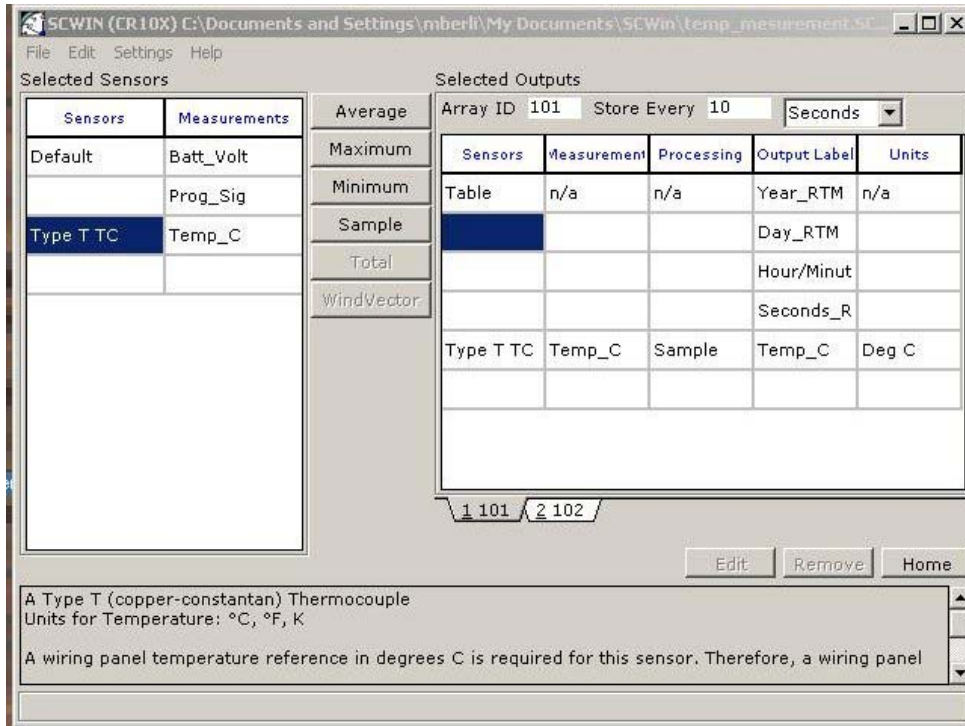 SCWIN (CR10X) C:\Documents and Settings\mberli\My Documents\SCWin\temp_mesurement.SC...
File Edit Settings Help
Selected Sensors
Sensors Measurements
Default Batt_Volt
Prog_Sig
Type T TC Temp_C
Average
Maximum
Minimum
Sample
Total
WindVector
Selected Outputs
Array ID 101 Store Every 10 Seconds
Sensors Measurement Processing Output Label Units
Table n/a n/a Year_RTM n/a
Day_RTM
Hour/Minut
Seconds_R
Type T TC Temp_C Sample Temp_C Deg C
1 101 2 102
Edit Remove Home
A Type T (copper-constantan) Thermocouple
Units for Temperature: °C, °F, K
A wiring panel temperature reference in degrees C is required for this sensor. Therefore, a wiring panel